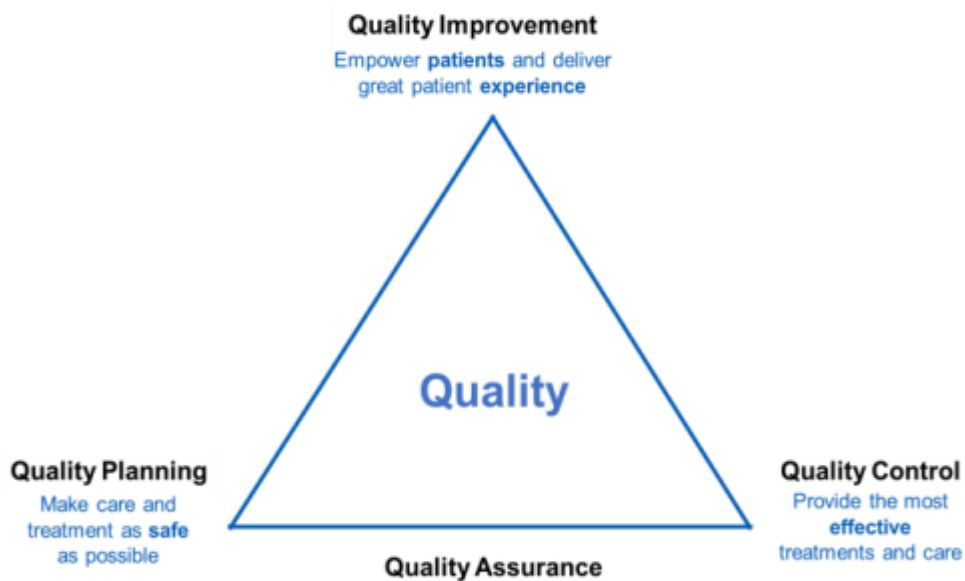 Quality Improvement
Empower patients and deliver
great patient experience
Quality
Quality Planning
Make care and
treatment as safe
as possible
Quality Control
Provide the most
effective
treatments and care
Quality Assurance